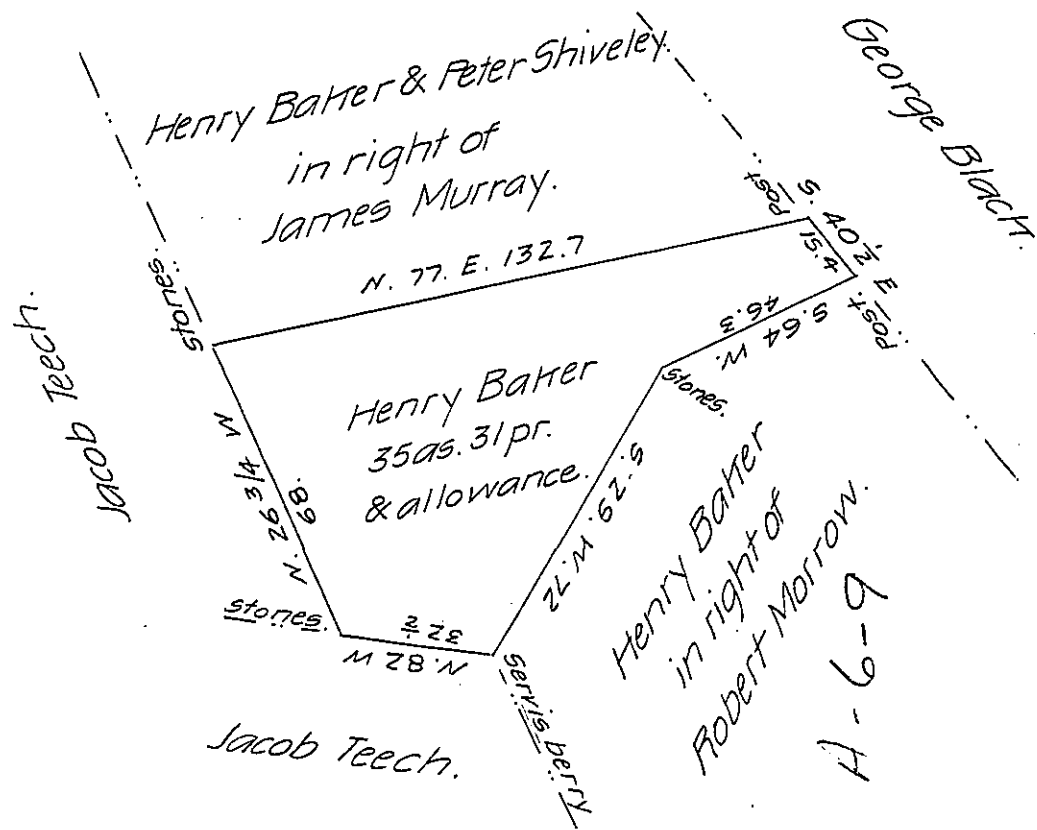 Henry Baker & Peter Shiveley
in right of
James Murray.
George Black.
Post
S. 40½. E
15.4
Post.
N. 77. E. 132.7
Stones.
46.3
S. 64 W.
stones.
Jacob Teech.
Henry Baker
35as. 31pr.
& allowance.
N. 26 3/4 W
68.
S. 29. W. 72
Henry Baker
in right of
Robert Morrow.
stones.
32½
N. 82 W
Servis berry
Jacob Teech.
A-6-9